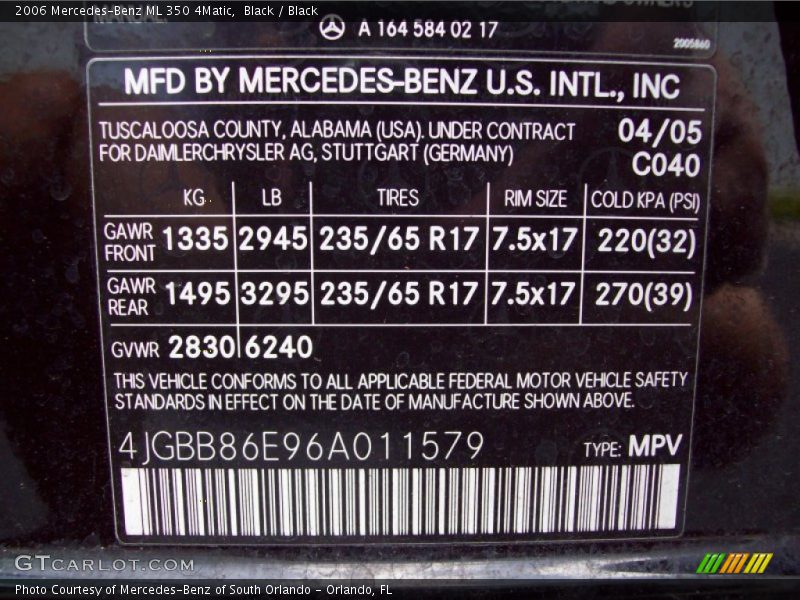 2006 Mercedes-Benz ML 350 4Matic, Black / Black
A 164 584 02 17
2005860
MFD BY MERCEDES-BENZ U.S. INTL., INC
TUSCALOOSA COUNTY, ALABAMA (USA). UNDER CONTRACT 04/05
FOR DAIMLERCHRYSLER AG, STUTTGART (GERMANY) C040
KG LB TIRES RIM SIZE COLD KPA (PSI)
GAWR FRONT 1335 2945 235/65 R17 7.5x17 220(32)
GAWR REAR 1495 3295 235/65 R17 7.5x17 270(39)
GVWR 2830 6240
THIS VEHICLE CONFORMS TO ALL APPLICABLE FEDERAL MOTOR VEHICLE SAFETY
STANDARDS IN EFFECT ON THE DATE OF MANUFACTURE SHOWN ABOVE.
4JGBB86E96A011579 TYPE: MPV
GTCARLOT.COM
Photo Courtesy of Mercedes-Benz of South Orlando - Orlando, FL